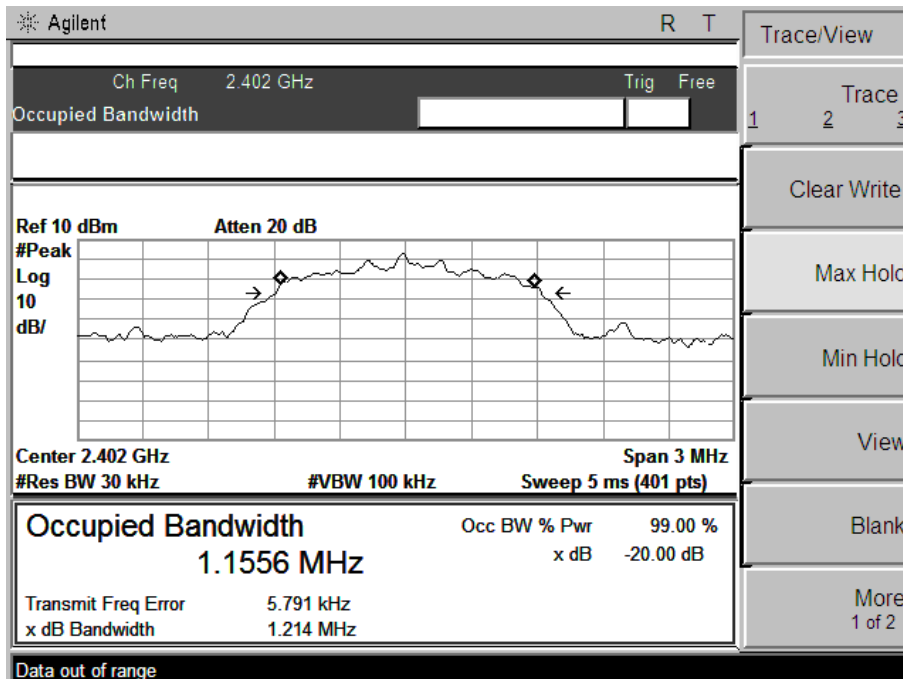 Agilent R T
Ch Freq 2.402 GHz Trig Free
Occupied Bandwidth
Ref 10 dBm Atten 20 dB
#Peak
Log
10
dB/
Center 2.402 GHz Span 3 MHz
#Res BW 30 kHz #VBW 100 kHz Sweep 5 ms (401 pts)
Occupied Bandwidth
1.1556 MHz
Occ BW % Pwr 99.00 %
x dB -20.00 dB
Transmit Freq Error 5.791 kHz
x dB Bandwidth 1.214 MHz
Data out of range
Trace/View
Trace
1 2 3
Clear Write
Max Hold
Min Hold
View
Blank
More
1 of 2